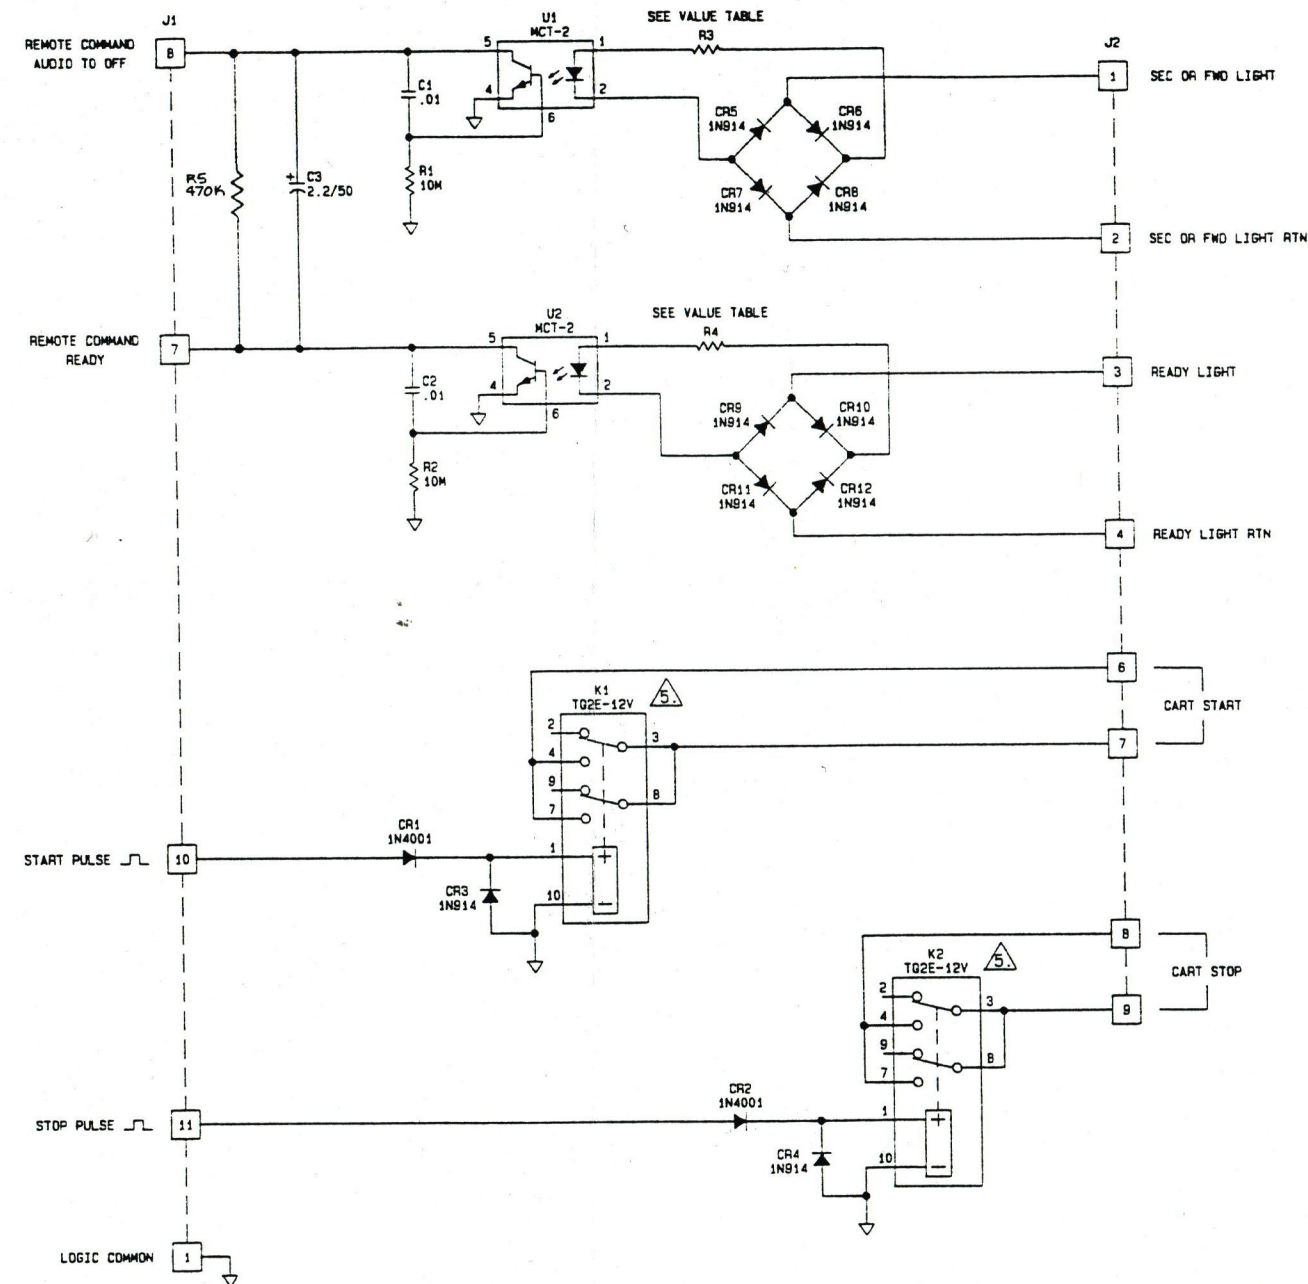 J1
REMOTE COMMAND
AUDIO TO OFF
8
R5
470K
+
C3
2.2/50
C1
.01
R1
10M
U1
MCT-2
5
4
6
1
2
SEE VALUE TABLE
R3
CR5
1N914
CR6
1N914
CR7
1N914
CR8
1N914
J2
1
SEC OR FWD LIGHT
2
SEC OR FWD LIGHT RTN
REMOTE COMMAND
READY
7
C2
.01
R2
10M
U2
MCT-2
5
4
6
1
2
SEE VALUE TABLE
R4
CR9
1N914
CR10
1N914
CR11
1N914
CR12
1N914
3
READY LIGHT
4
READY LIGHT RTN
6
CART START
7
K1
TQ2E-12V
5.
2
4
9
7
3
8
1
10
+
−
START PULSE
10
CR1
1N4001
CR3
1N914
8
CART STOP
9
K2
TQ2E-12V
5.
2
4
9
7
3
8
1
10
+
−
STOP PULSE
11
CR2
1N4001
CR4
1N914
LOGIC COMMON
1